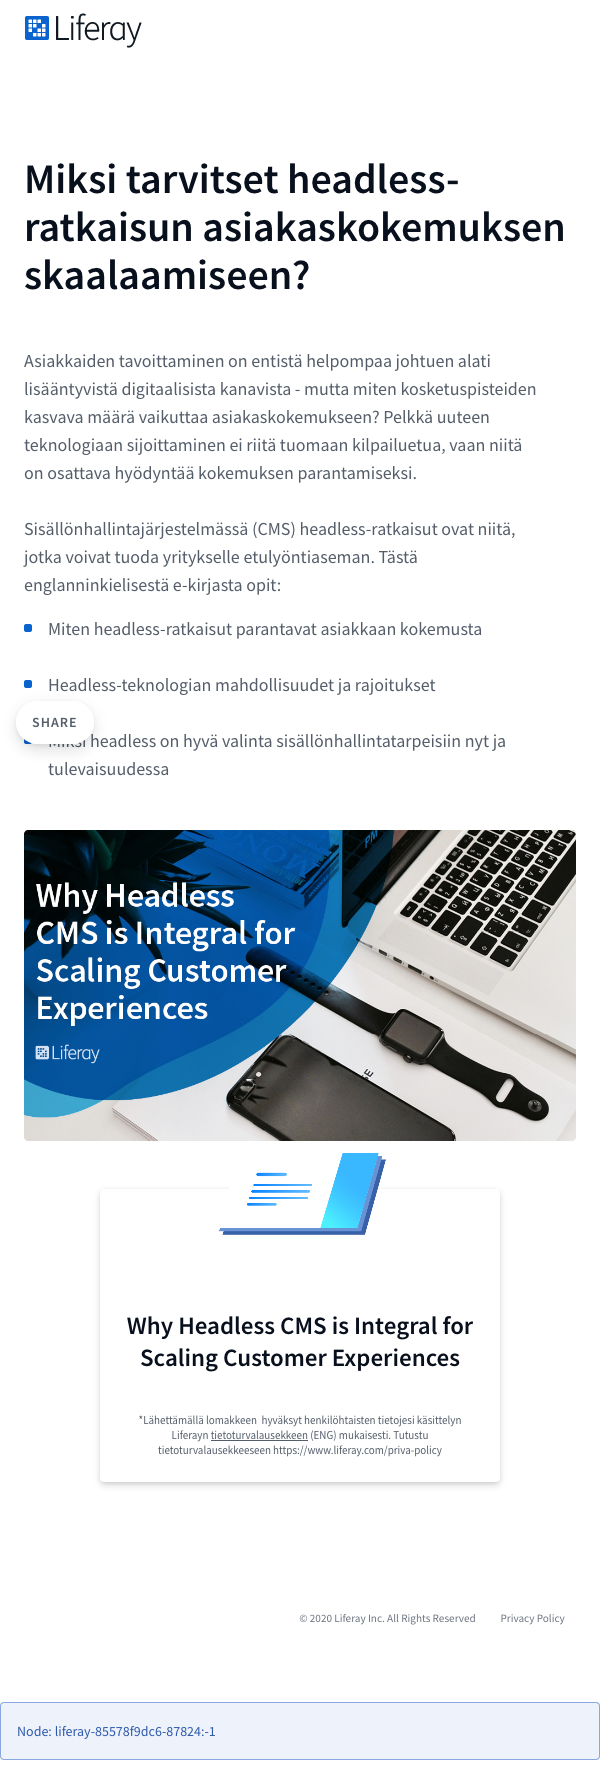 Liferay
Miksi tarvitset headless-
ratkaisun asiakaskokemuksen
skaalaamiseen?
Asiakkaiden tavoittaminen on entistä helpompaa johtuen alati
lisääntyvistä digitaalisista kanavista - mutta miten kosketuspisteiden
kasvava määrä vaikuttaa asiakaskokemukseen? Pelkkä uuteen
teknologiaan sijoittaminen ei riitä tuomaan kilpailuetua, vaan niitä
on osattava hyödyntää kokemuksen parantamiseksi.
Sisällönhallintajärjestelmässä (CMS) headless-ratkaisut ovat niitä,
jotka voivat tuoda yritykselle etulyöntiaseman. Tästä
englanninkielisestä e-kirjasta opit:
Miten headless-ratkaisut parantavat asiakkaan kokemusta
Headless-teknologian mahdollisuudet ja rajoitukset
SHARE
Miksi headless on hyvä valinta sisällönhallintatarpeisiin nyt ja
tulevaisuudessa
Why Headless
CMS is Integral for
Scaling Customer
Experiences
Liferay
Why Headless CMS is Integral for
Scaling Customer Experiences
*Lähettämällä lomakkeen  hyväksyt henkilöhtaisten tietojesi käsittelyn
Liferayn tietoturvalausekkeen (ENG) mukaisesti. Tutustu
tietoturvalausekkeeseen https://www.liferay.com/priva-policy
© 2020 Liferay Inc. All Rights Reserved Privacy Policy
Node: liferay-85578f9dc6-87824:-1